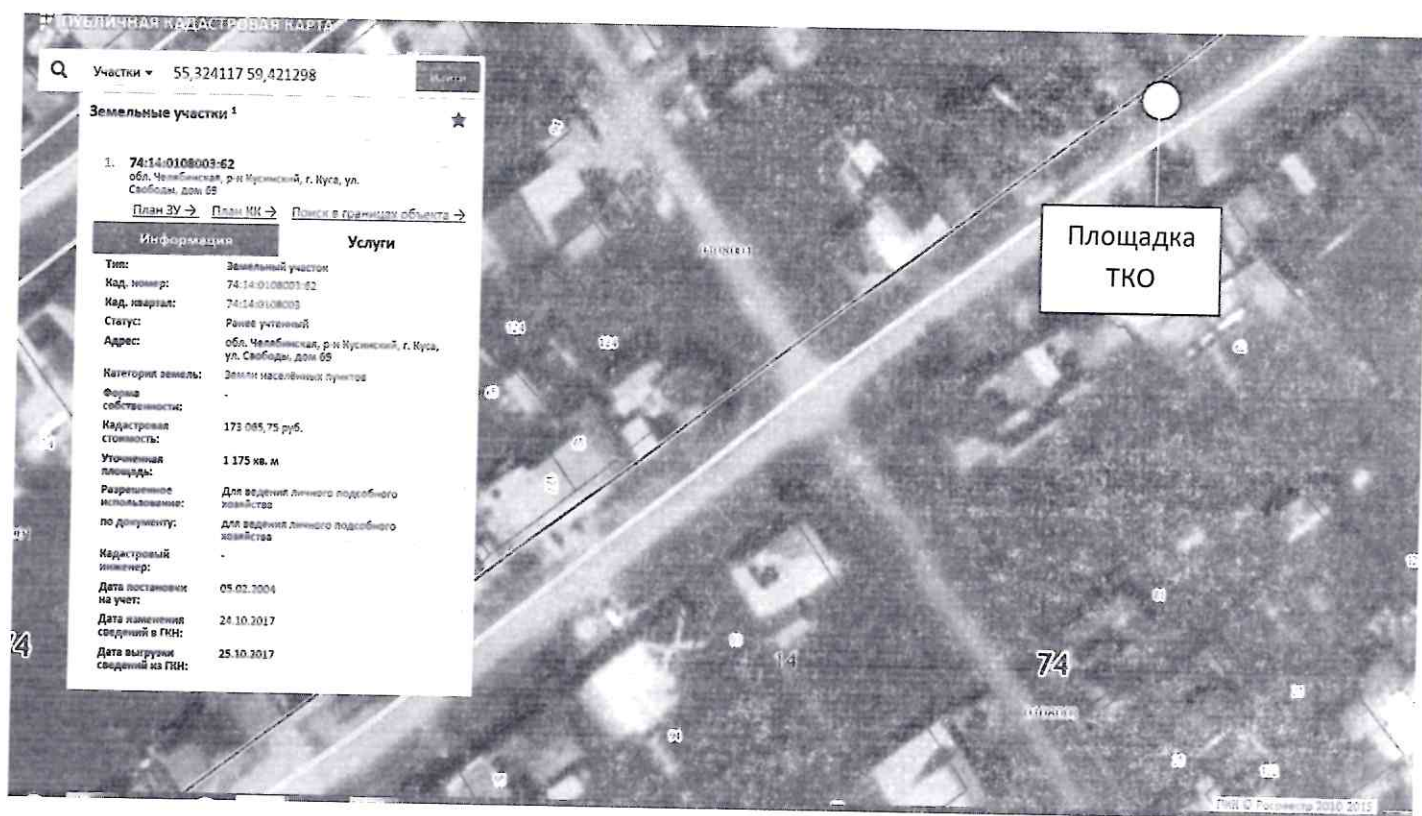 ПУБЛИЧНАЯ КАДАСТРОВАЯ КАРТА
Участки 55,324117 59,421298
Земельные участки 1
1. 74:14:0108003:62
обл. Челябинская, р-н Кусинский, г. Куса, ул.
Свободы, дом 69
План ЗУ → План КК → Поиск в границах объекта →
Информация Услуги
Тип: Земельный участок
Кад. номер: 74:14:0108003:62
Кад. квартал: 74:14:0108003
Статус: Ранее учтенный
Адрес: обл. Челябинская, р-н Кусинский, г. Куса,
ул. Свободы, дом 69
Категория земель: Земли населённых пунктов
Форма
собственности: -
Кадастровая
стоимость: 173 085,75 руб.
Уточненная
площадь: 1 175 кв. м
Разрешенное
использование: Для ведения личного подсобного
хозяйства
по документу: для ведения личного подсобного
хозяйства
Кадастровый
инженер: -
Дата постановки
на учет: 05.02.2004
Дата изменения
сведений в ГКН: 24.10.2017
Дата выгрузки
сведений из ГКН: 25.10.2017
Площадка
ТКО
124
124
74
14
74
ПКК © Росреестр 2010-2015